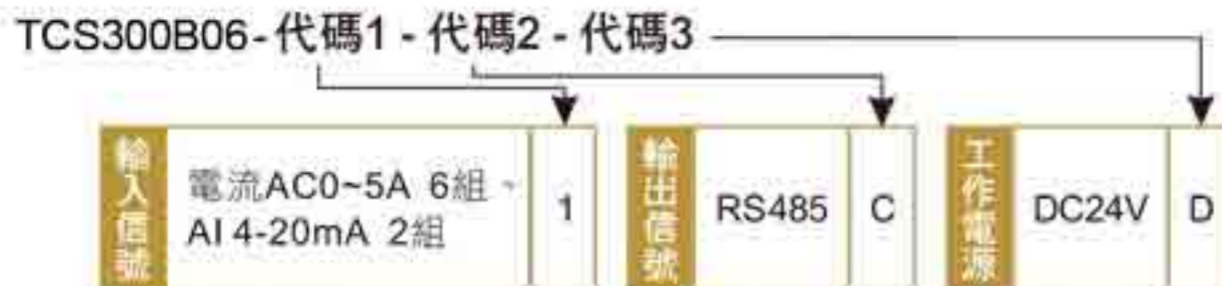 TCS300B06-代碼1 - 代碼2 - 代碼3
輸入信號
電流AC0~5A 6組、
AI 4-20mA 2組
1
輸出信號
RS485
C
工作電源
DC24V
D